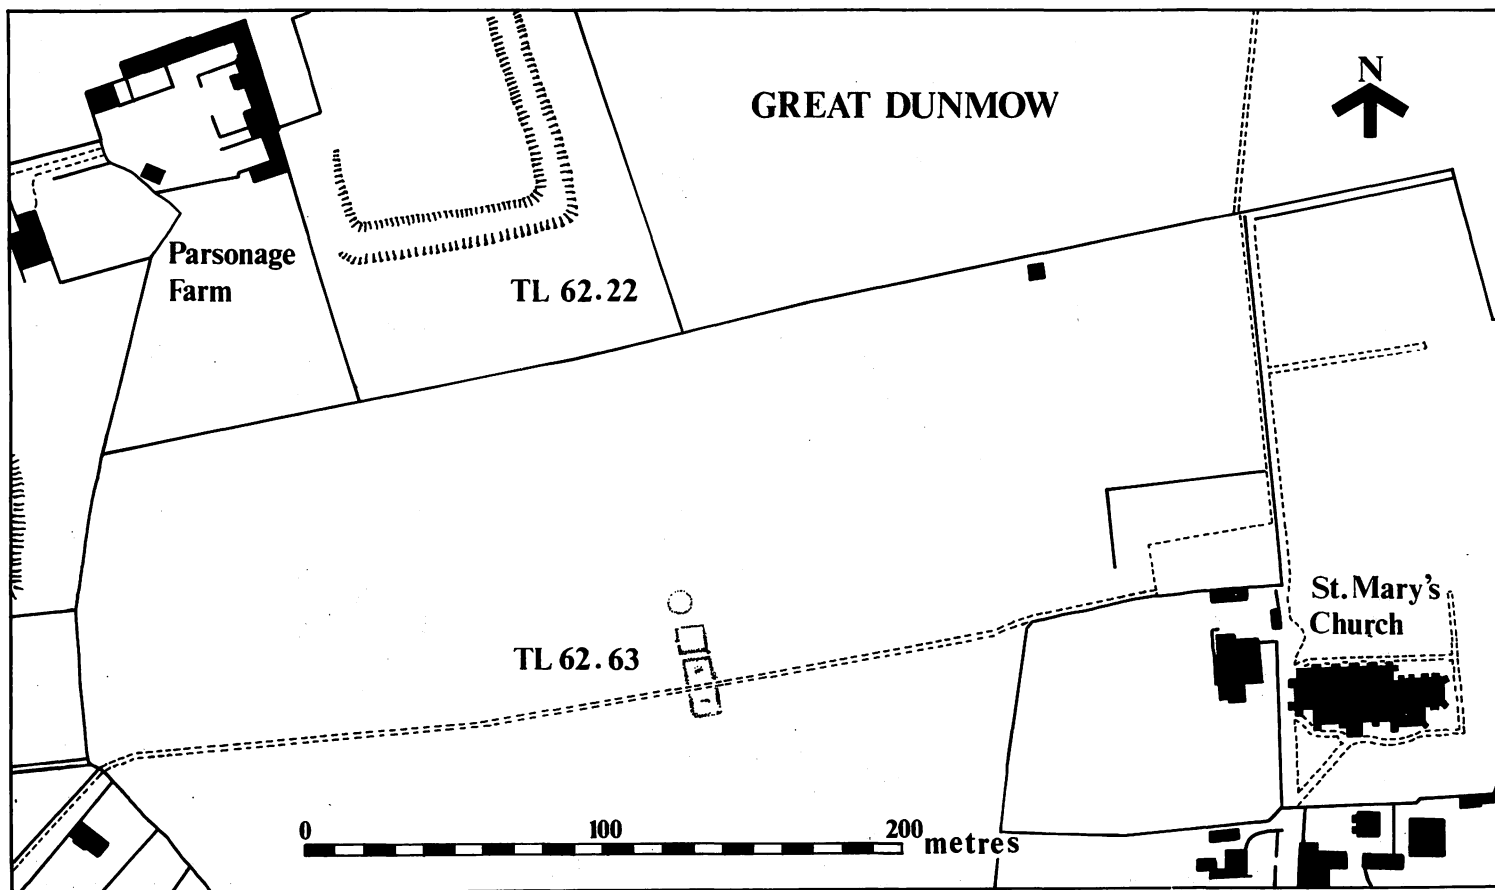 GREAT DUNMOW
N
Parsonage
Farm
TL 62.22
St. Mary's
Church
TL 62.63
0 100 200 metres